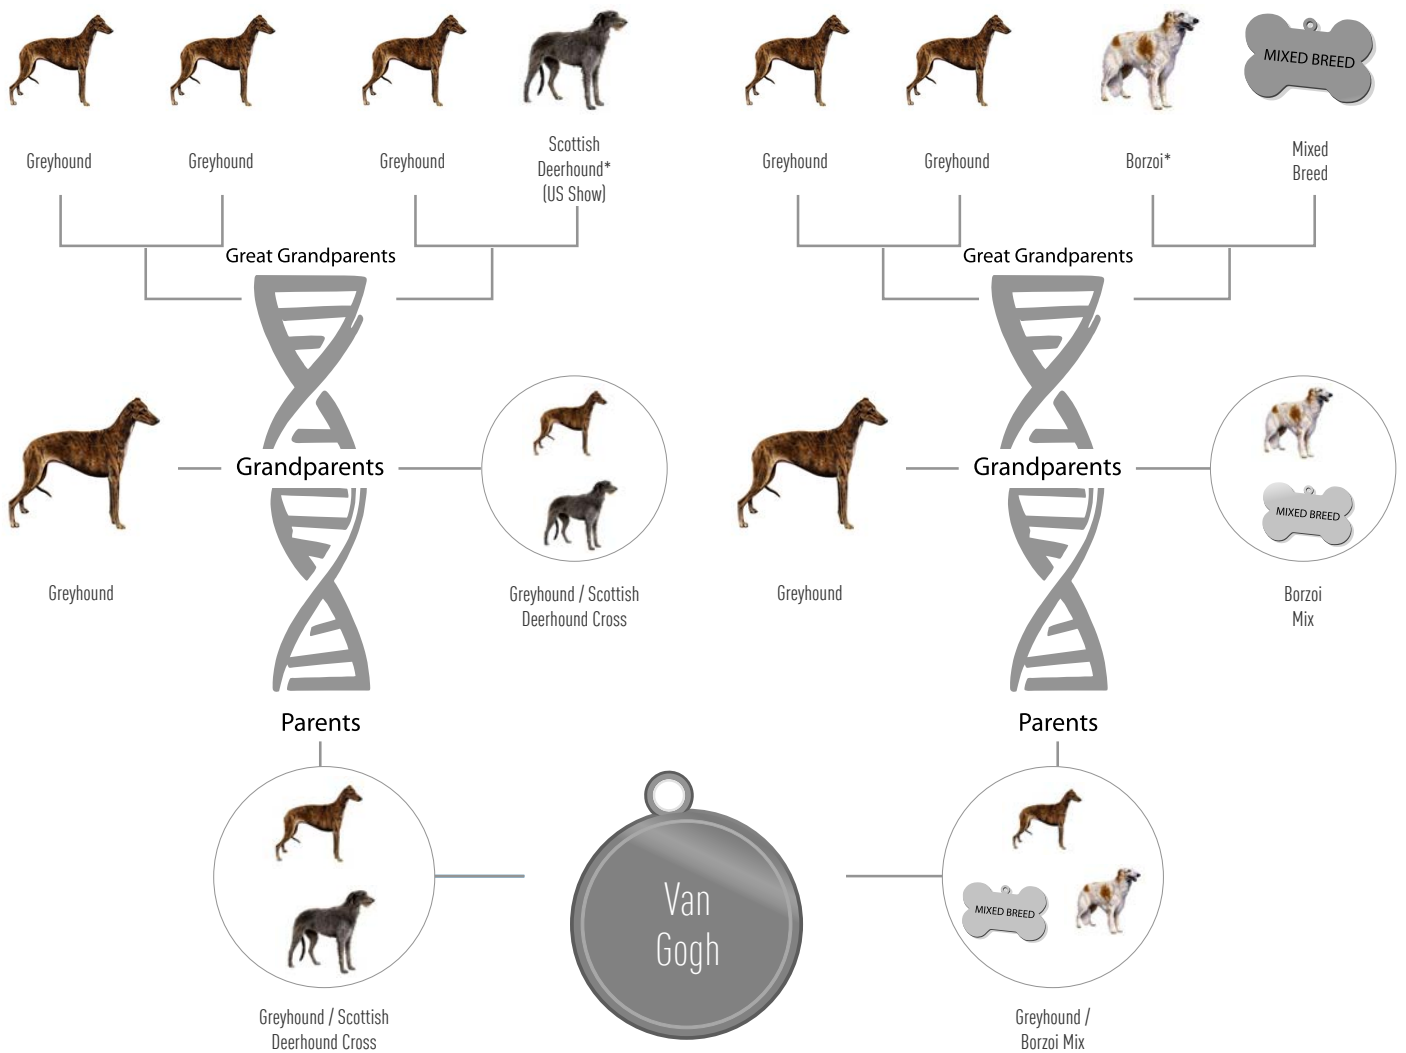 MIXED BREED
Greyhound
Greyhound
Greyhound
Scottish
Deerhound*
(US Show)
Greyhound
Greyhound
Borzoi*
Mixed
Breed
Great Grandparents
Great Grandparents
Grandparents
Grandparents
MIXED BREED
Greyhound
Greyhound / Scottish
Deerhound Cross
Greyhound
Borzoi
Mix
Parents
Parents
Van
Gogh
MIXED BREED
Greyhound / Scottish
Deerhound Cross
Greyhound /
Borzoi Mix